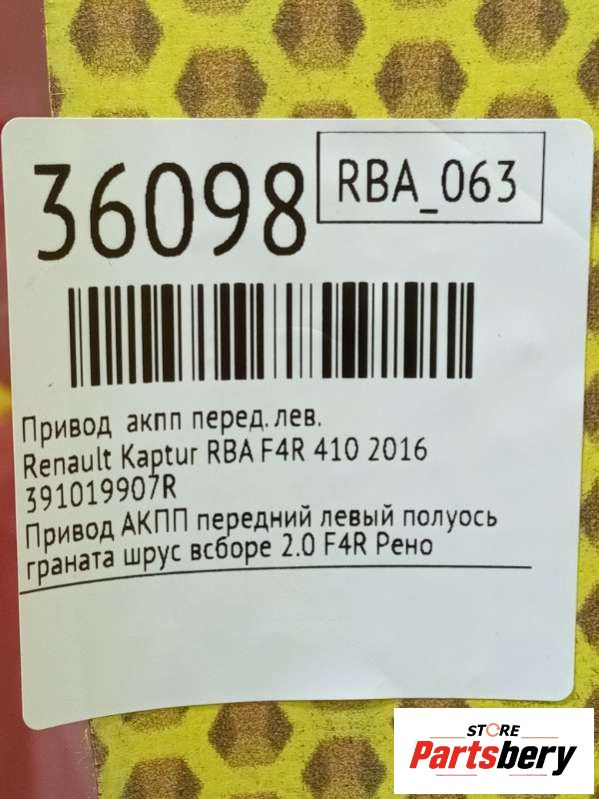 36098
RBA_063
Привод акпп перед. лев.
Renault Kaptur RBA F4R 410 2016
391019907R
Привод АКПП передний левый полуось
граната шрус всборе 2.0 F4R Рено
STORE
Partsbery